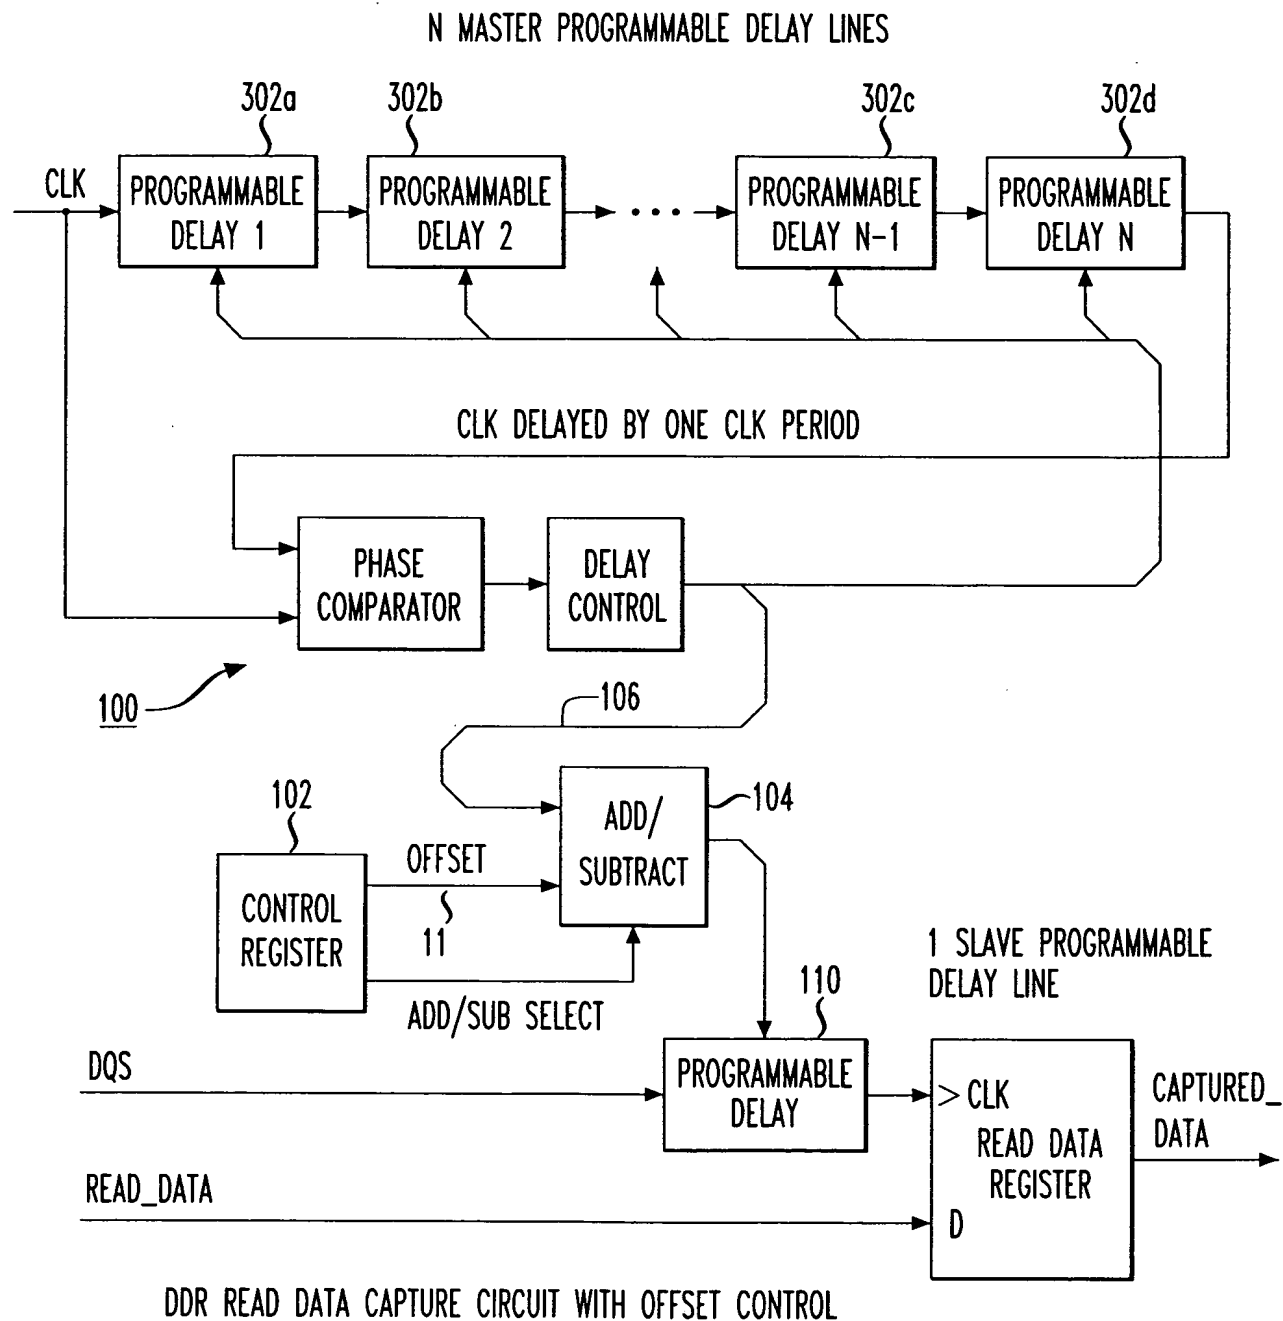 N MASTER PROGRAMMABLE DELAY LINES
302a
302b
302c
302d
CLK
PROGRAMMABLE
DELAY 1
PROGRAMMABLE
DELAY 2
• • •
PROGRAMMABLE
DELAY N-1
PROGRAMMABLE
DELAY N
CLK DELAYED BY ONE CLK PERIOD
PHASE
COMPARATOR
DELAY
CONTROL
100
106
102
104
ADD/
SUBTRACT
OFFSET
11
CONTROL
REGISTER
ADD/SUB SELECT
110
1 SLAVE PROGRAMMABLE
DELAY LINE
DQS
PROGRAMMABLE
DELAY
> CLK
READ DATA
REGISTER
D
CAPTURED_
DATA
READ_DATA
DDR READ DATA CAPTURE CIRCUIT WITH OFFSET CONTROL